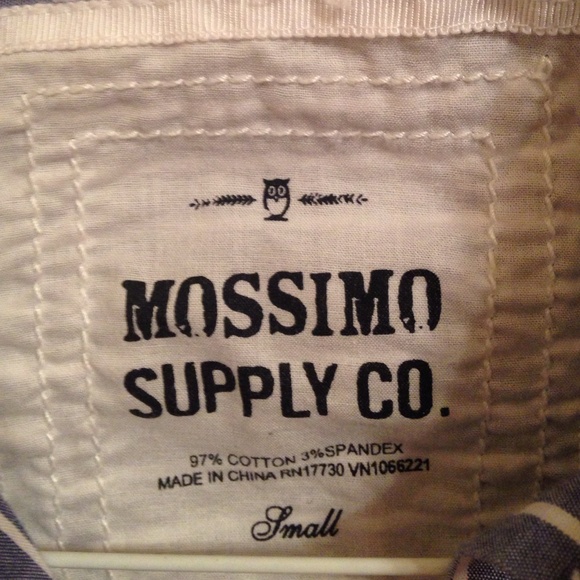 MOSSIMO
SUPPLY CO.
97% COTTON 3%SPANDEX
MADE IN CHINA RN17730 VN1066221
Small